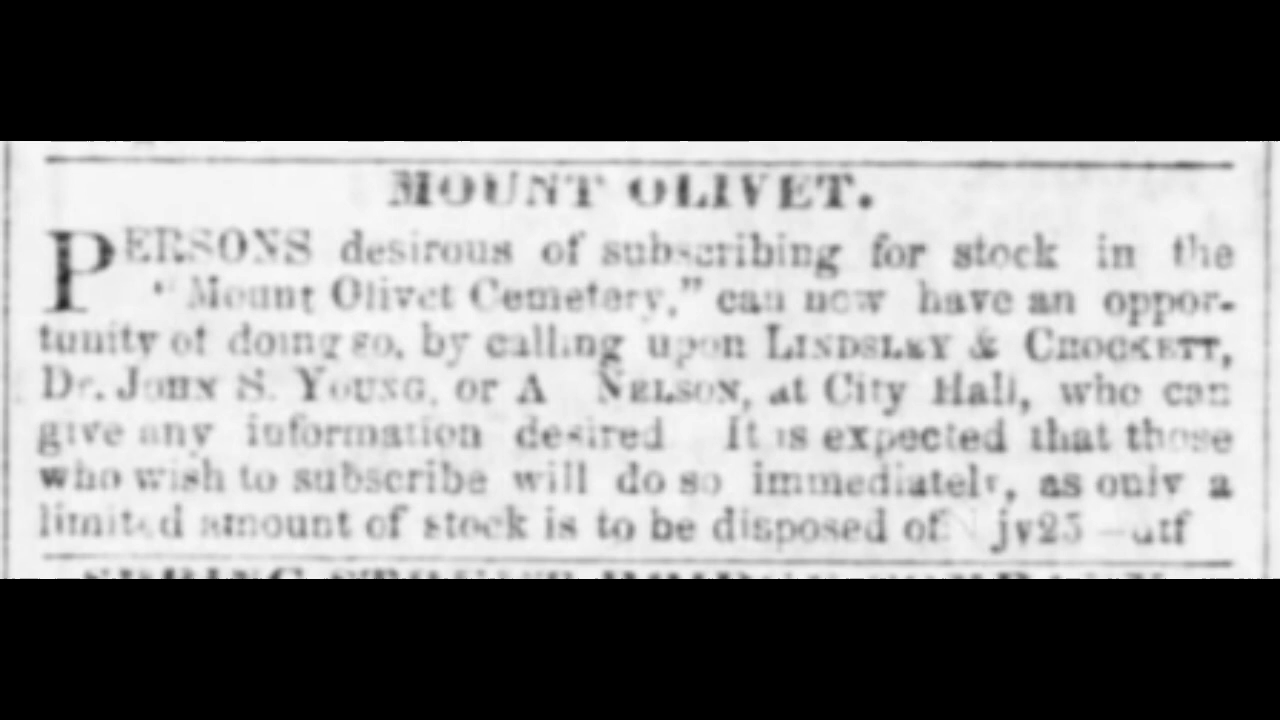 MOUNT OLIVET.
PERSONS desirous of subscribing for stock in the
"Mount Olivet Cemetery," can now have an oppor-
tunity of doing so, by calling upon LINDSLEY & CROCKETT,
Dr. JOHN S. YOUNG, or A NELSON, at City Hall, who can
give any information desired It is expected that those
who wish to subscribe will do so immediately, as only a
limited amount of stock is to be disposed of. jy25—dtf